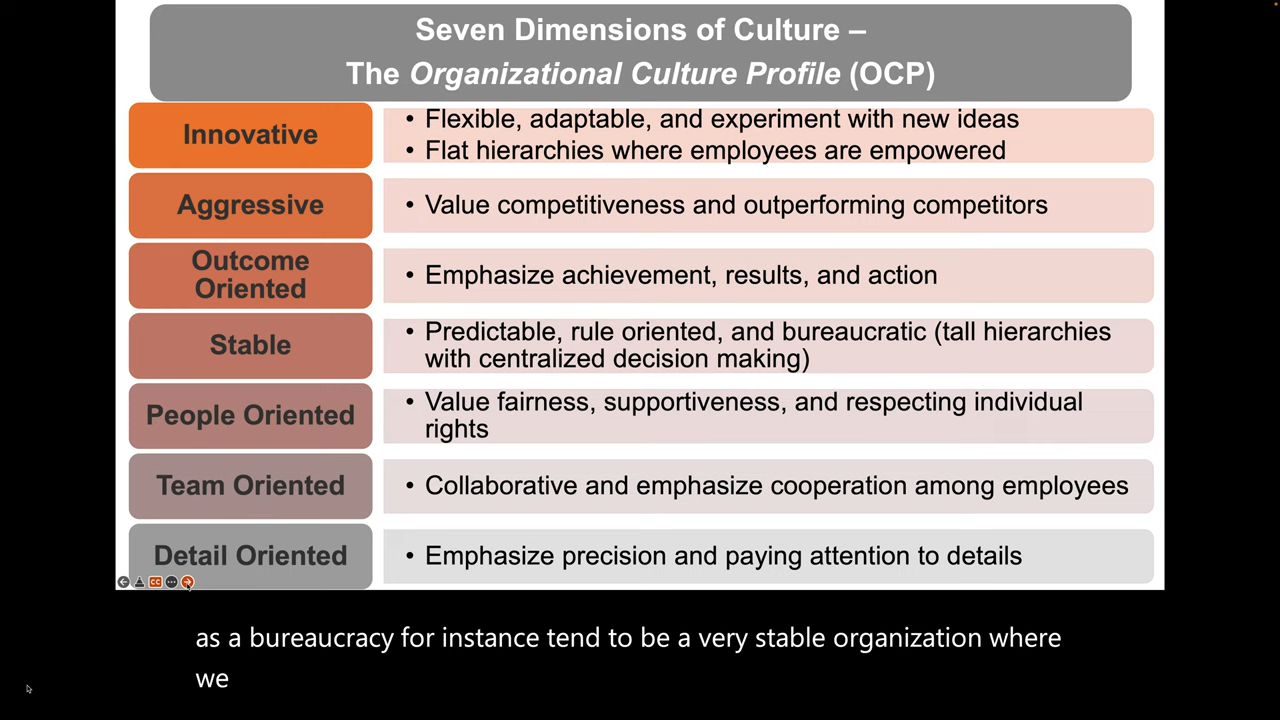 Seven Dimensions of Culture –
The Organizational Culture Profile (OCP)
Innovative
• Flexible, adaptable, and experiment with new ideas
• Flat hierarchies where employees are empowered
Aggressive
• Value competitiveness and outperforming competitors
Outcome
Oriented
• Emphasize achievement, results, and action
Stable
• Predictable, rule oriented, and bureaucratic (tall hierarchies
with centralized decision making)
People Oriented
• Value fairness, supportiveness, and respecting individual
rights
Team Oriented
• Collaborative and emphasize cooperation among employees
Detail Oriented
• Emphasize precision and paying attention to details
CC
as a bureaucracy for instance tend to be a very stable organization where
we